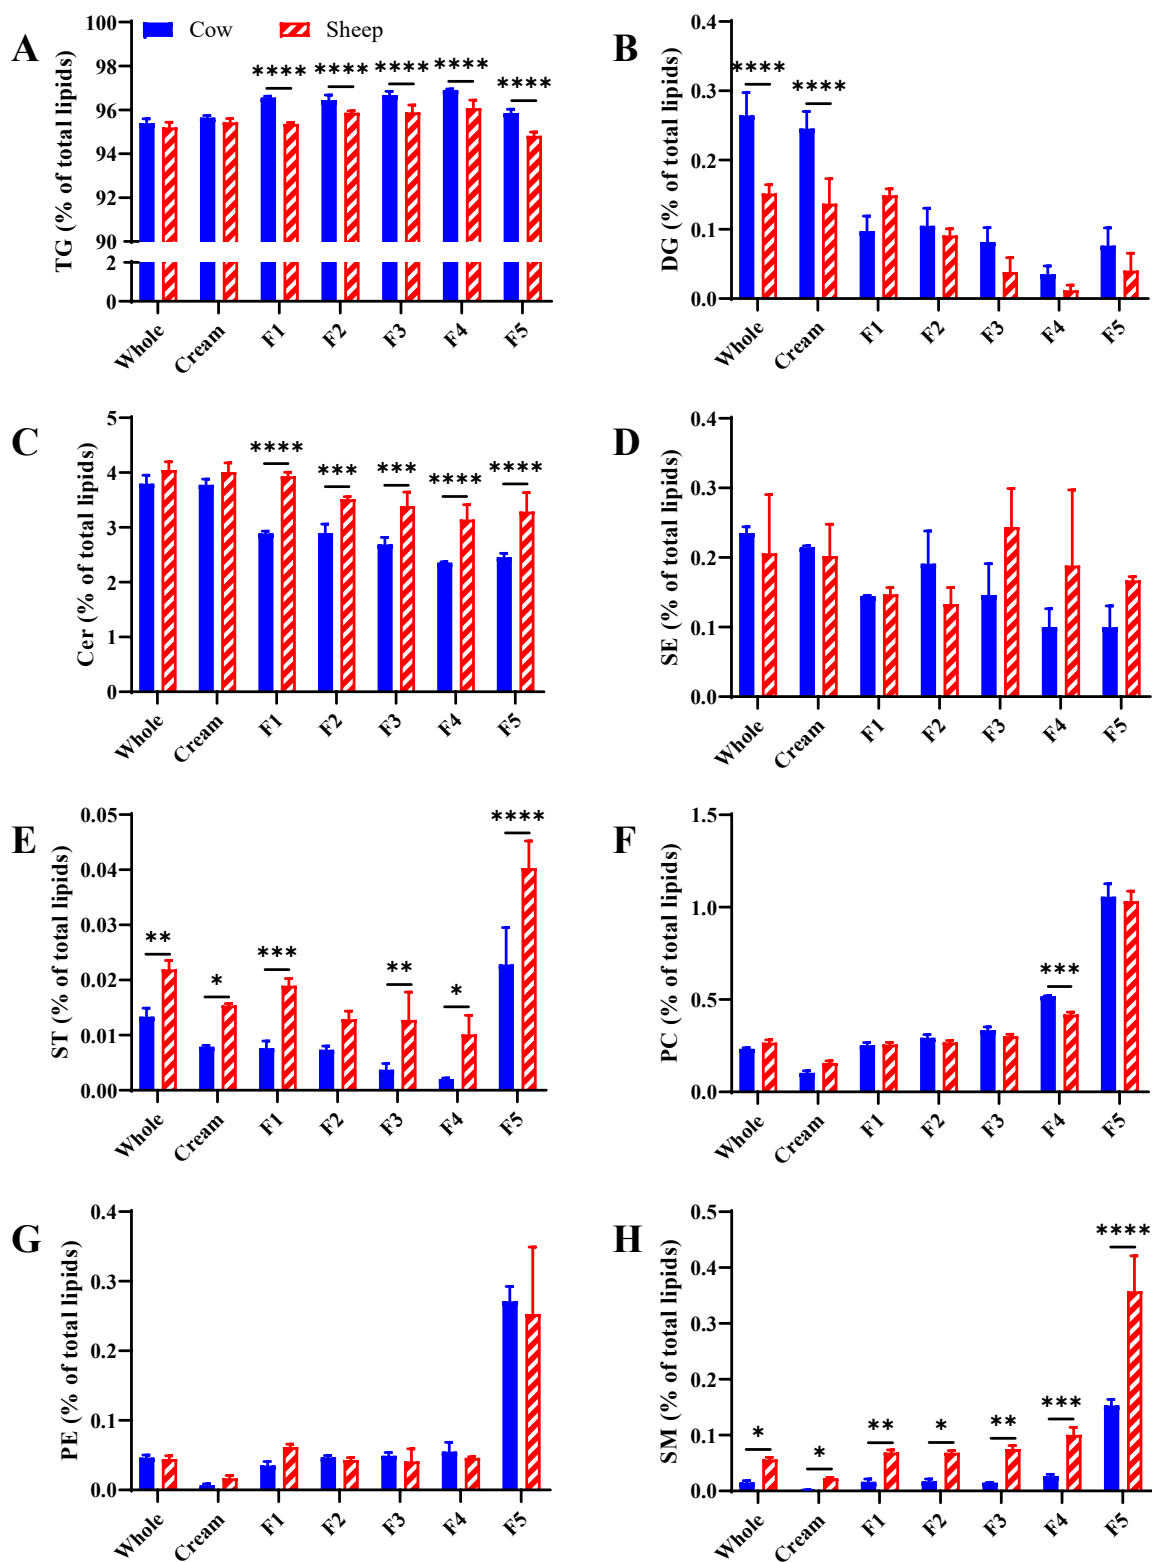 A
TG (% of total lipids)
Cow
Sheep
100
98
96
94
92
90
2
0
**** **** **** **** ****
Whole Cream F1 F2 F3 F4 F5
B
DG (% of total lipids)
0.4
0.3
0.2
0.1
0.0
**** ****
Whole Cream F1 F2 F3 F4 F5
C
Cer (% of total lipids)
5
4
3
2
1
0
**** *** *** **** ****
Whole Cream F1 F2 F3 F4 F5
D
SE (% of total lipids)
0.4
0.3
0.2
0.1
0.0
Whole Cream F1 F2 F3 F4 F5
E
ST (% of total lipids)
0.05
0.04
0.03
0.02
0.01
0.00
** * *** ** * ****
Whole Cream F1 F2 F3 F4 F5
F
PC (% of total lipids)
1.5
1.0
0.5
0.0
***
Whole Cream F1 F2 F3 F4 F5
G
PE (% of total lipids)
0.4
0.3
0.2
0.1
0.0
Whole Cream F1 F2 F3 F4 F5
H
SM (% of total lipids)
0.5
0.4
0.3
0.2
0.1
0.0
* * ** * ** *** ****
Whole Cream F1 F2 F3 F4 F5